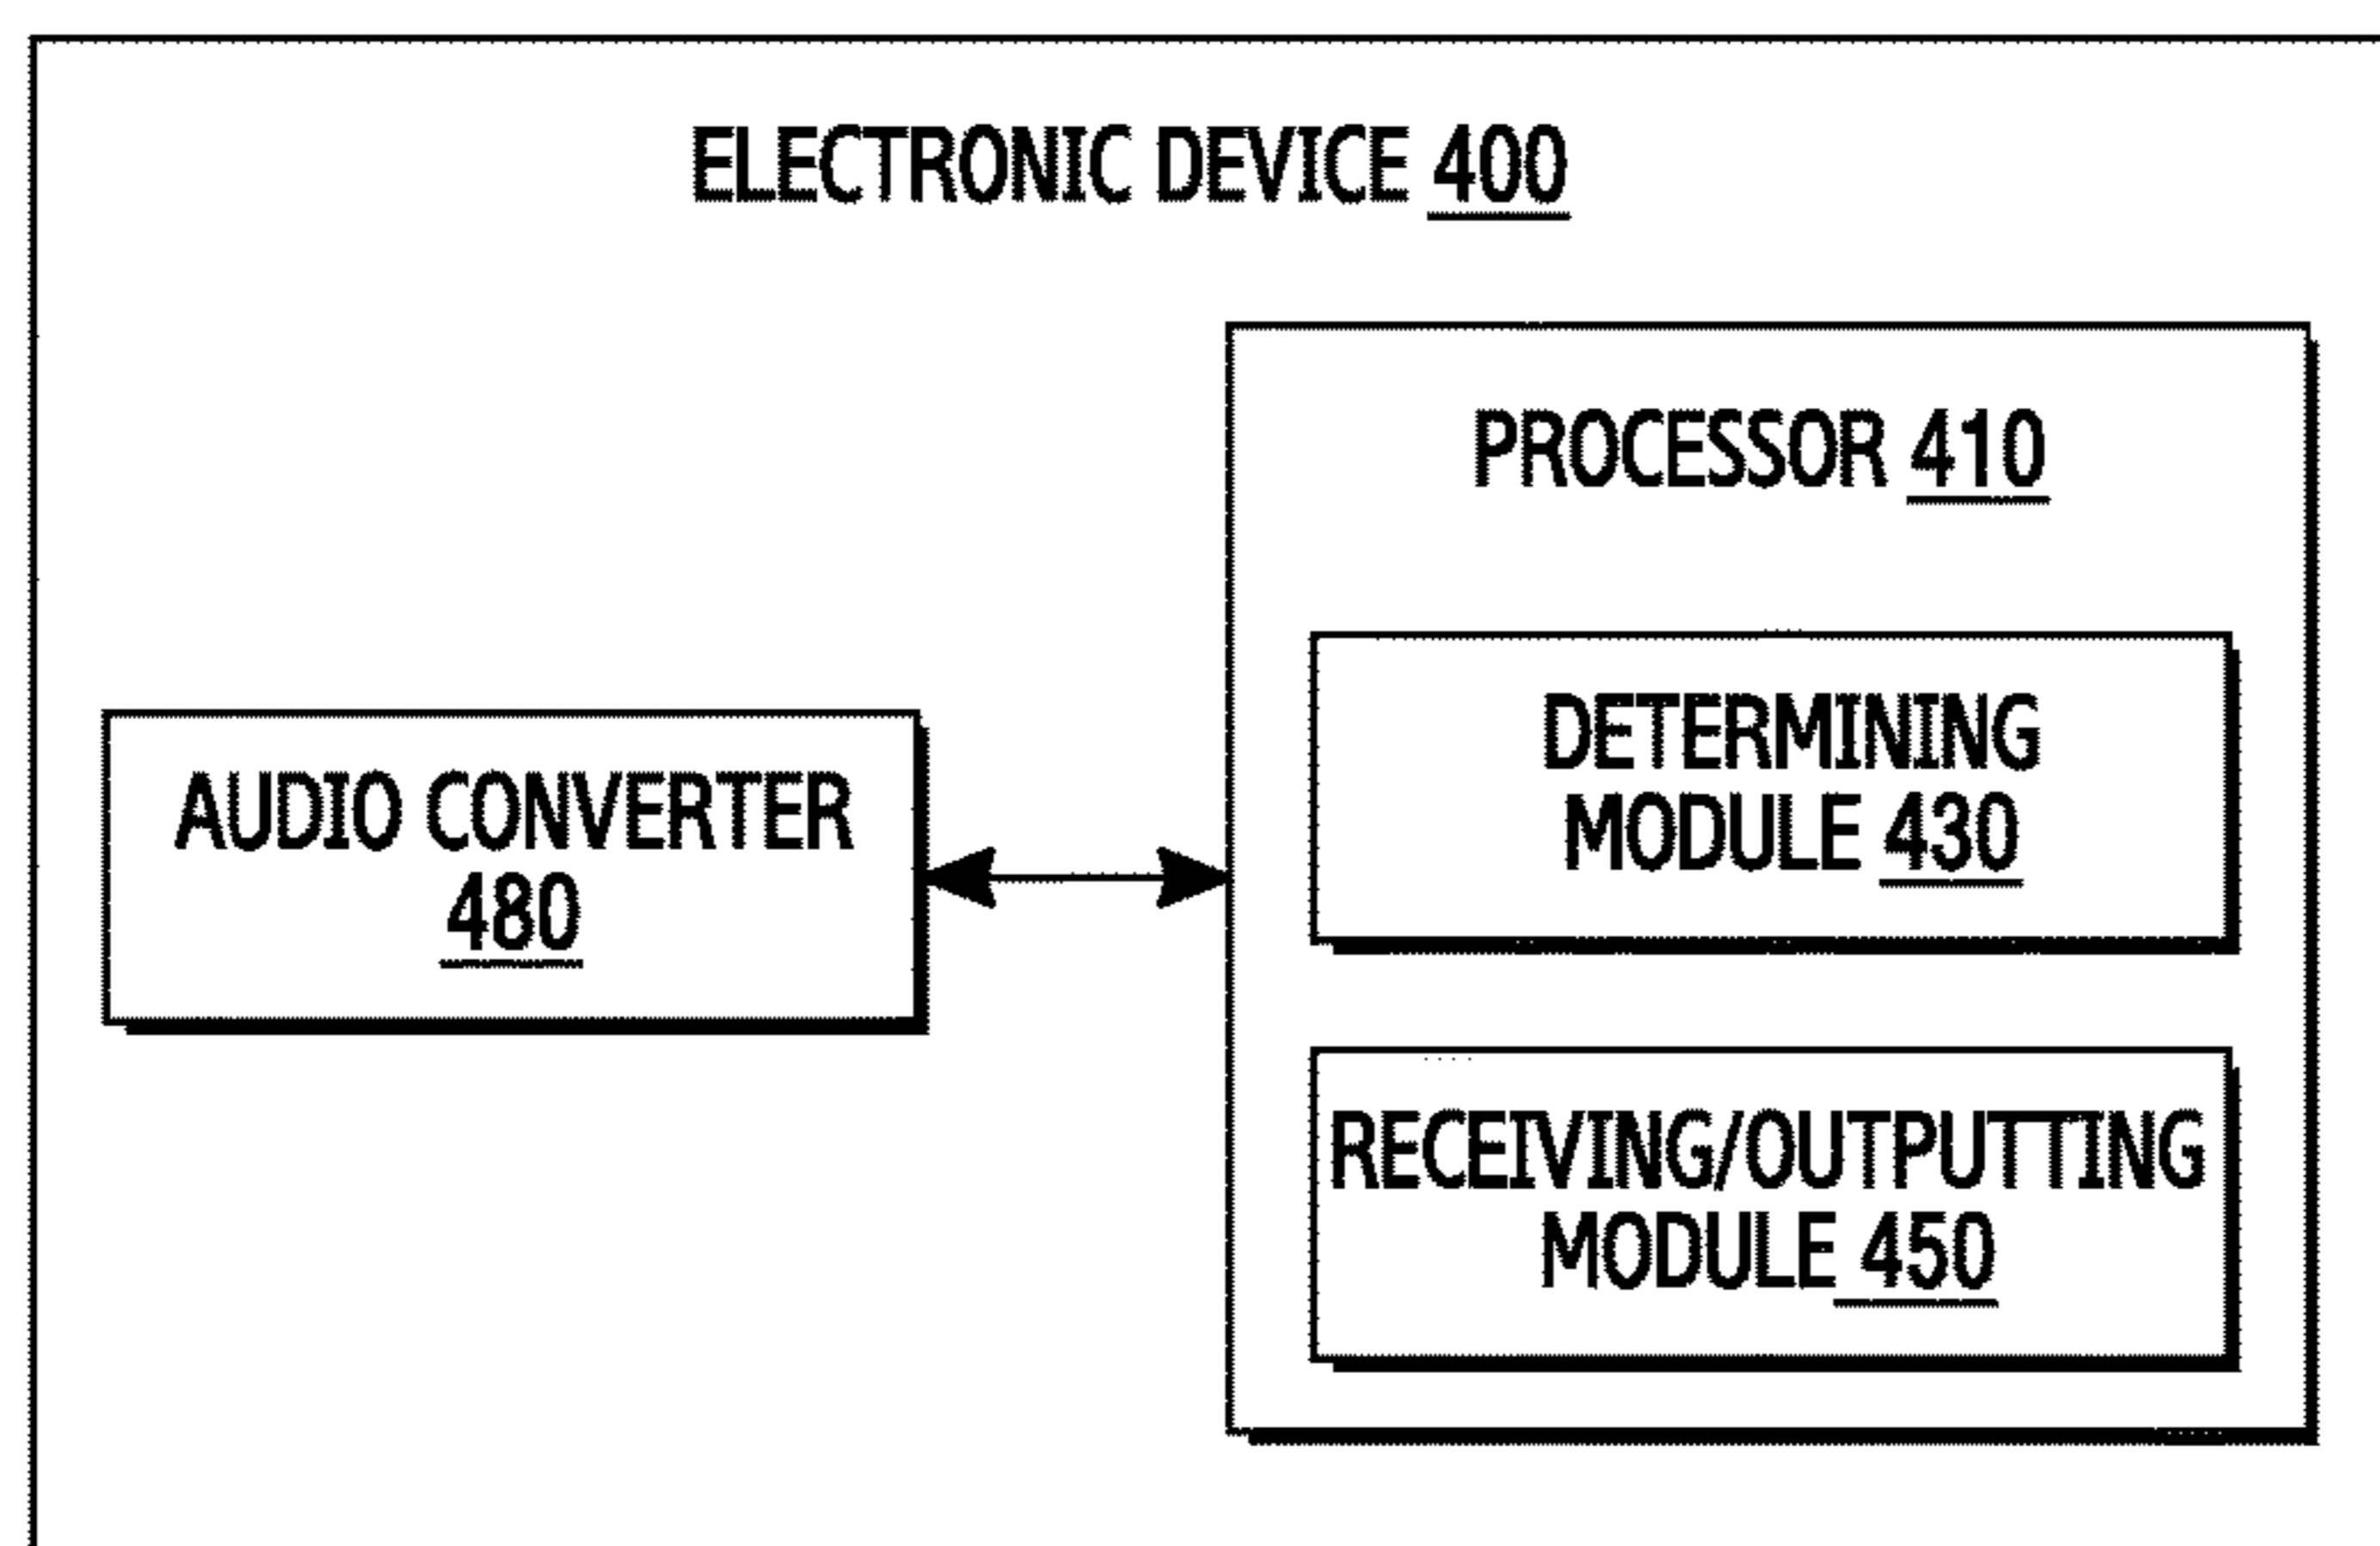 ELECTRONIC DEVICE 400
PROCESSOR 410
DETERMINING
MODULE 430
AUDIO CONVERTER
480
RECEIVING/OUTPUTTING
MODULE 450